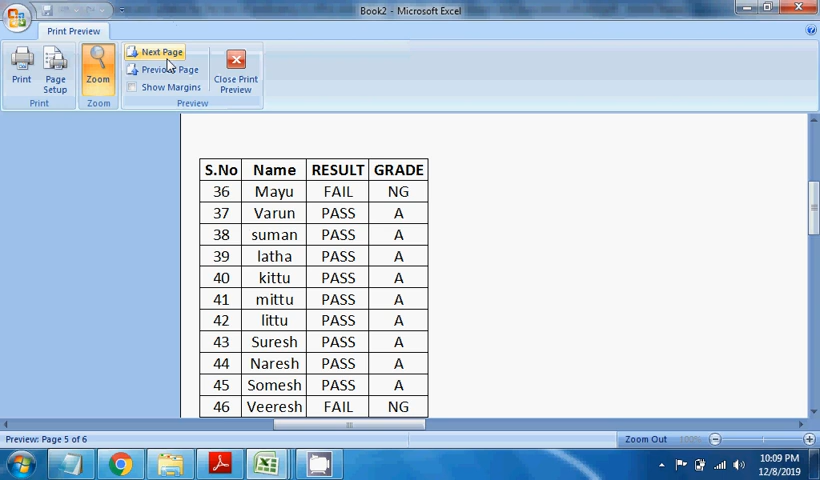 Book2 - Microsoft Excel
Print Preview
Print
Page Setup
Zoom
Next Page
Previous Page
Show Margins
Close Print Preview
Print
Zoom
Preview
S.No Name RESULT GRADE
36 Mayu FAIL NG
37 Varun PASS A
38 suman PASS A
39 latha PASS A
40 kittu PASS A
41 mittu PASS A
42 littu PASS A
43 Suresh PASS A
44 Naresh PASS A
45 Somesh PASS A
46 Veeresh FAIL NG
Preview: Page 5 of 6
Zoom Out 100%
10:09 PM
12/8/2019